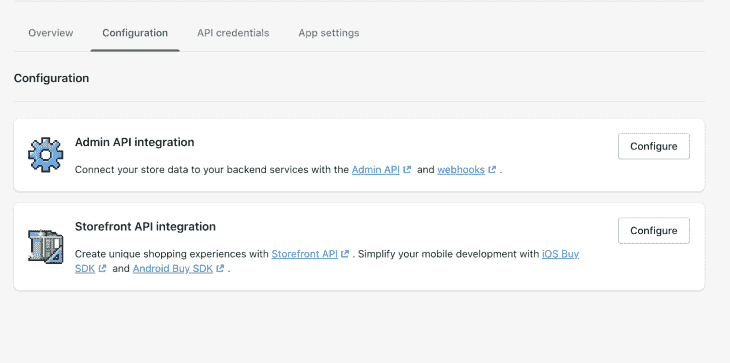 Overview Configuration API credentials App settings
Configuration
Admin API integration
Configure
Connect your store data to your backend services with the Admin API and webhooks .
Storefront API integration
Configure
Create unique shopping experiences with Storefront API . Simplify your mobile development with iOS Buy
SDK and Android Buy SDK .